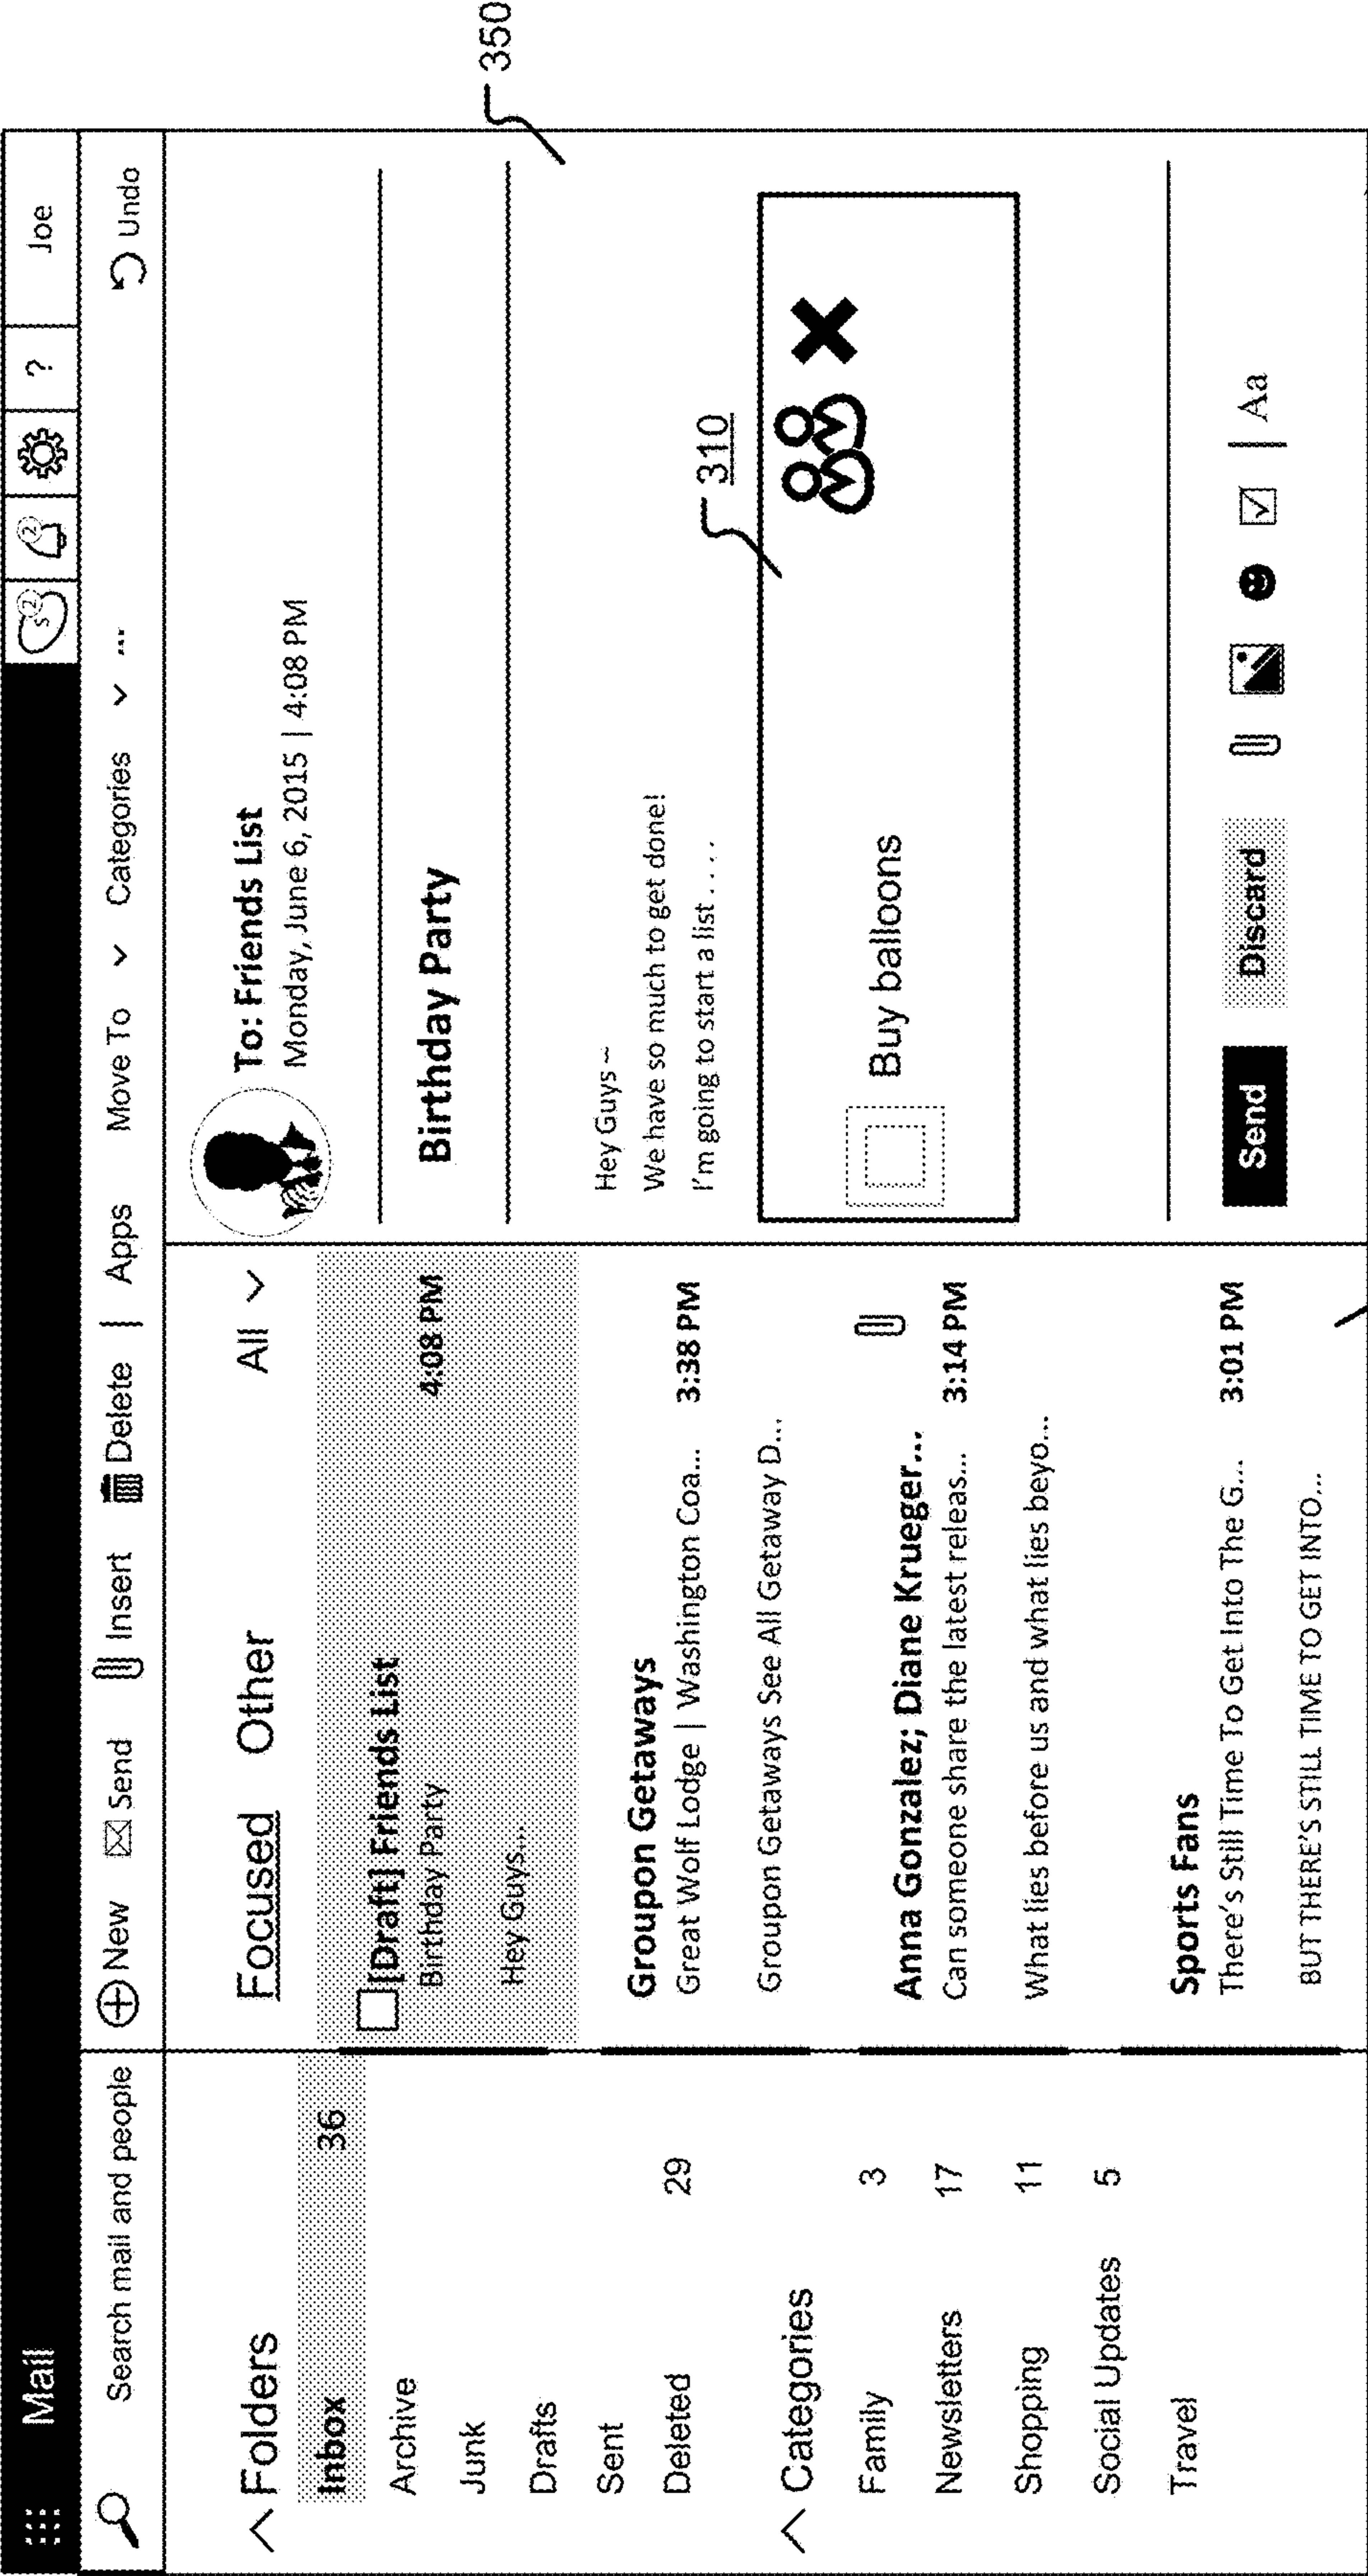 Mail
?
Joe
Search mail and people
New
Send
Insert
Delete
|
Apps
Move To
Categories
...
Undo
Folders
Inbox 36
Archive
Junk
Drafts
Sent
Deleted 29
Categories
Family 3
Newsletters 17
Shopping 11
Social Updates 5
Travel
Focused Other All
[Draft] Friends List
Birthday Party 4:08 PM
Hey Guys...
Groupon Getaways
Great Wolf Lodge | Washington Coa... 3:38 PM
Groupon Getaways See All Getaway D...
Anna Gonzalez; Diane Krueger...
Can someone share the latest releas... 3:14 PM
What lies before us and what lies beyo...
Sports Fans
There's Still Time To Get Into The G... 3:01 PM
BUT THERE'S STILL TIME TO GET INTO...
To: Friends List
Monday, June 6, 2015 | 4:08 PM
Birthday Party
350
Hey Guys ~
We have so much to get done!
I'm going to start a list . . . .
310
Buy balloons
Send Discard | Aa